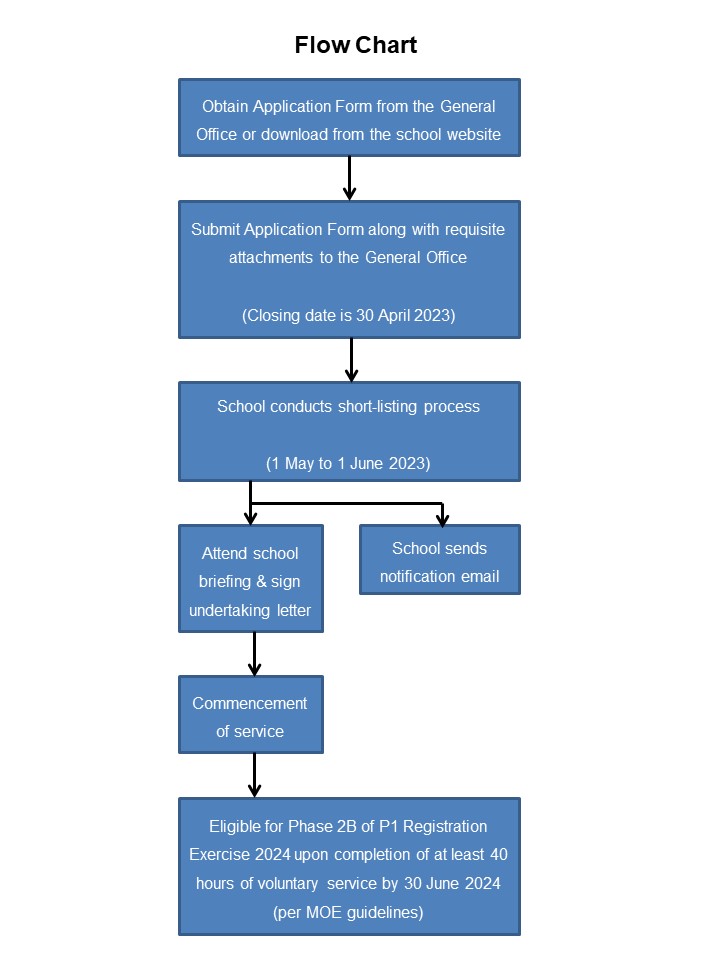 Flow Chart
Obtain Application Form from the General
Office or download from the school website
Submit Application Form along with requisite
attachments to the General Office
(Closing date is 30 April 2023)
School conducts short-listing process
(1 May to 1 June 2023)
Attend school
briefing & sign
undertaking letter
School sends
notification email
Commencement
of service
Eligible for Phase 2B of P1 Registration
Exercise 2024 upon completion of at least 40
hours of voluntary service by 30 June 2024
(per MOE guidelines)